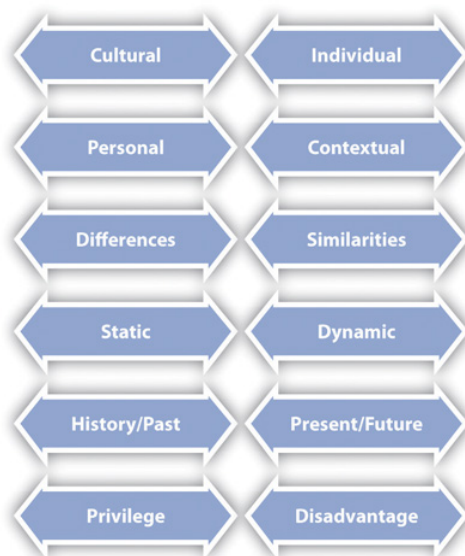 Cultural
Individual
Personal
Contextual
Differences
Similarities
Static
Dynamic
History/Past
Present/Future
Privilege
Disadvantage